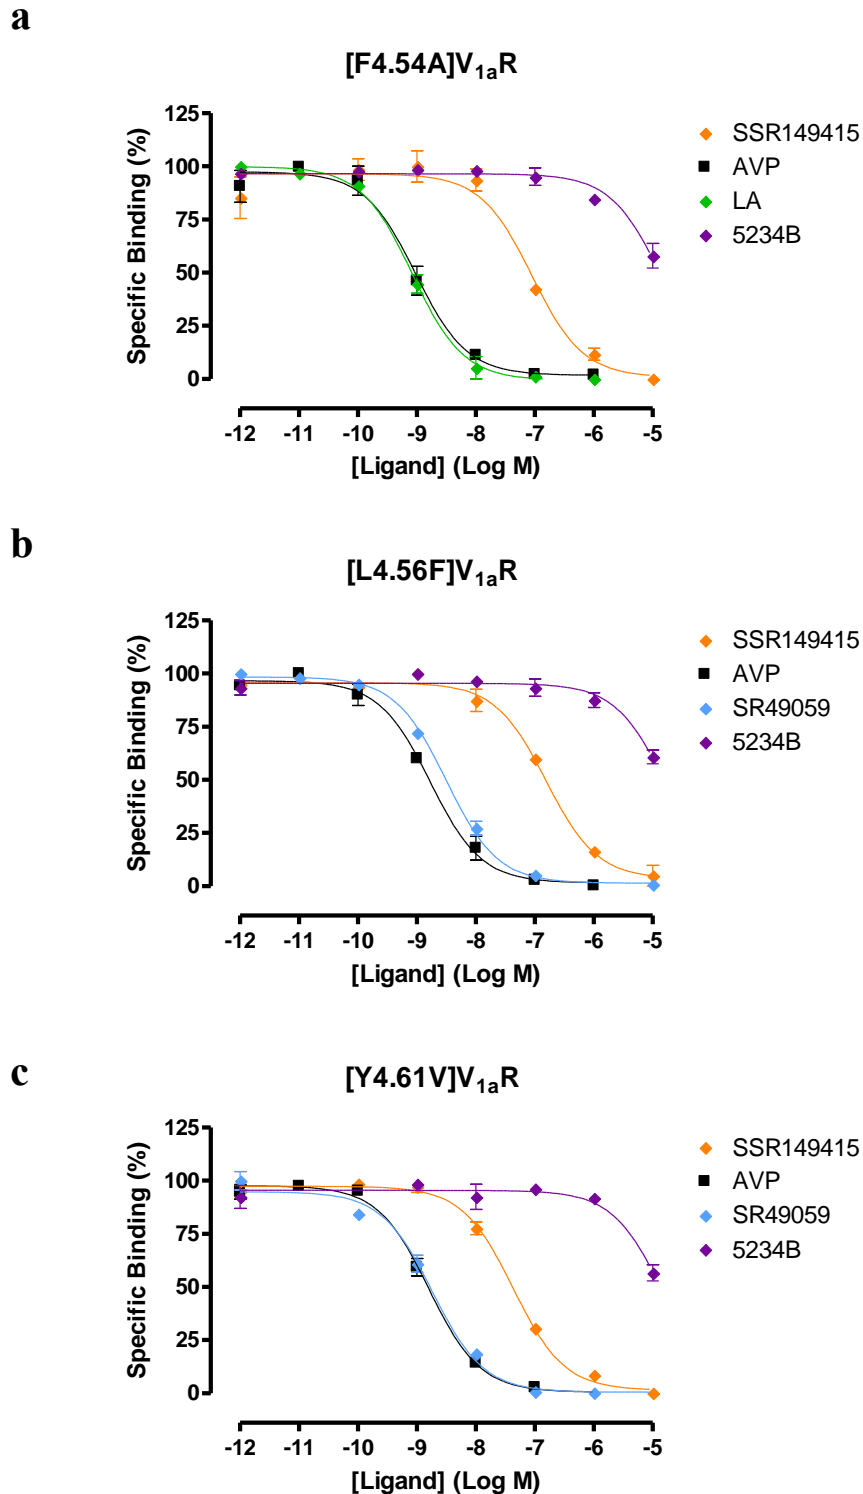 a
[F4.54A]V1aR
125
100
75
50
25
0
Specific Binding (%)
-12 -11 -10 -9 -8 -7 -6 -5
[Ligand] (Log M)
SSR149415
AVP
LA
5234B
b
[L4.56F]V1aR
125
100
75
50
25
0
Specific Binding (%)
-12 -11 -10 -9 -8 -7 -6 -5
[Ligand] (Log M)
SSR149415
AVP
SR49059
5234B
c
[Y4.61V]V1aR
125
100
75
50
25
0
Specific Binding (%)
-12 -11 -10 -9 -8 -7 -6 -5
[Ligand] (Log M)
SSR149415
AVP
SR49059
5234B